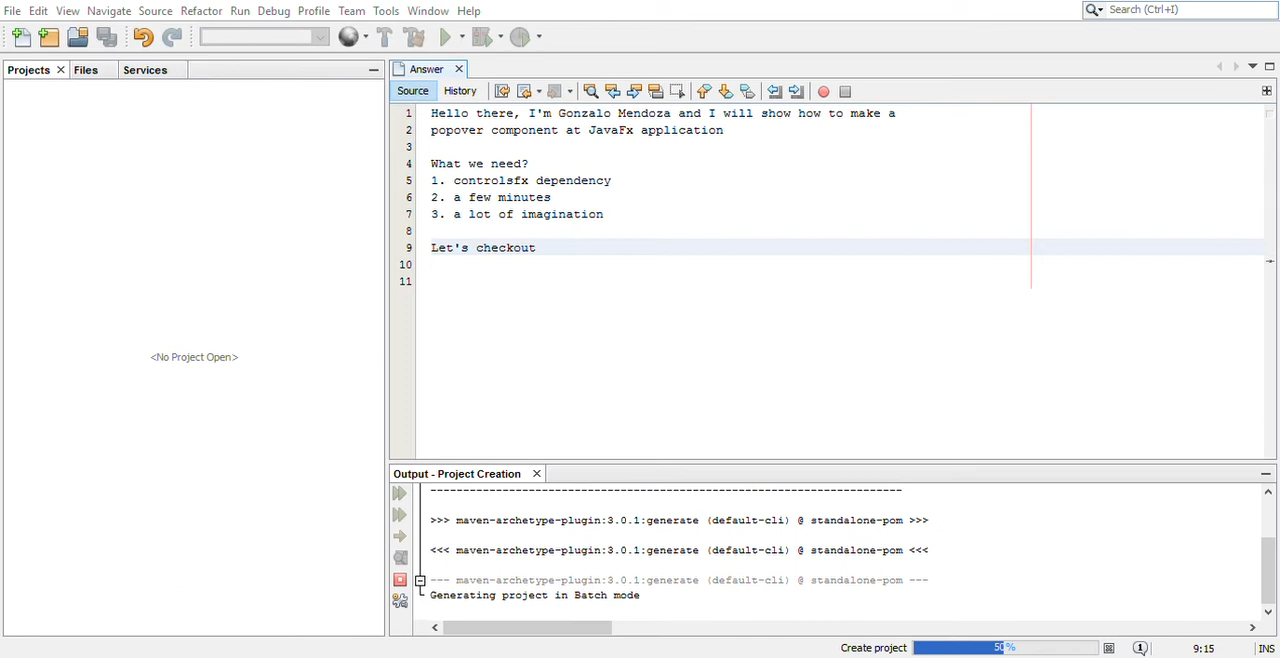 File Edit View Navigate Source Refactor Run Debug Profile Team Tools Window Help
Search (Ctrl+I)
Projects Files Services
Answer
Source History
1 Hello there, I'm Gonzalo Mendoza and I will show how to make a
2 popover component at JavaFx application
3
4 What we need?
5 1. controlsfx dependency
6 2. a few minutes
7 3. a lot of imagination
8
9 Let's checkout
10
11
<No Project Open>
Output - Project Creation
------------------------------------------------------------------------
>>> maven-archetype-plugin:3.0.1:generate (default-cli) @ standalone-pom >>>
<<< maven-archetype-plugin:3.0.1:generate (default-cli) @ standalone-pom <<<
--- maven-archetype-plugin:3.0.1:generate (default-cli) @ standalone-pom ---
Generating project in Batch mode
Create project 50% 1 9:15 INS